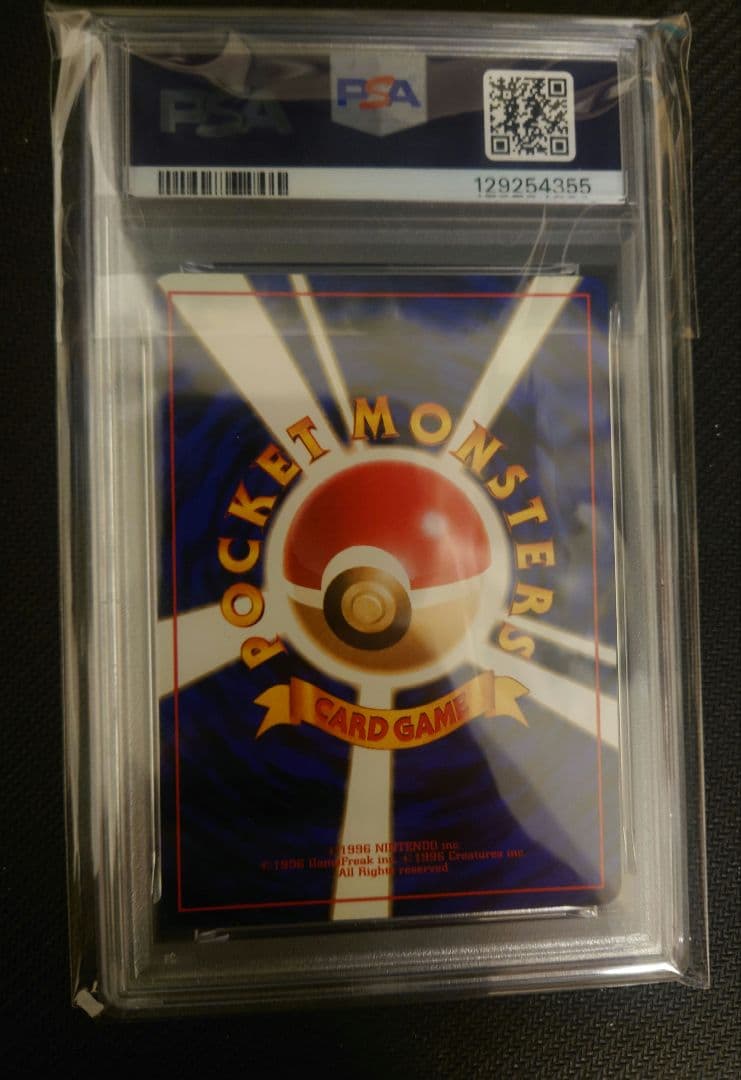 PSA
PSA
129254355
POCKET MONSTERS
CARD GAME
©1996 NINTENDO inc.
©1996 GameFreak inc. ©1996 Creatures inc.
All Rights reserved